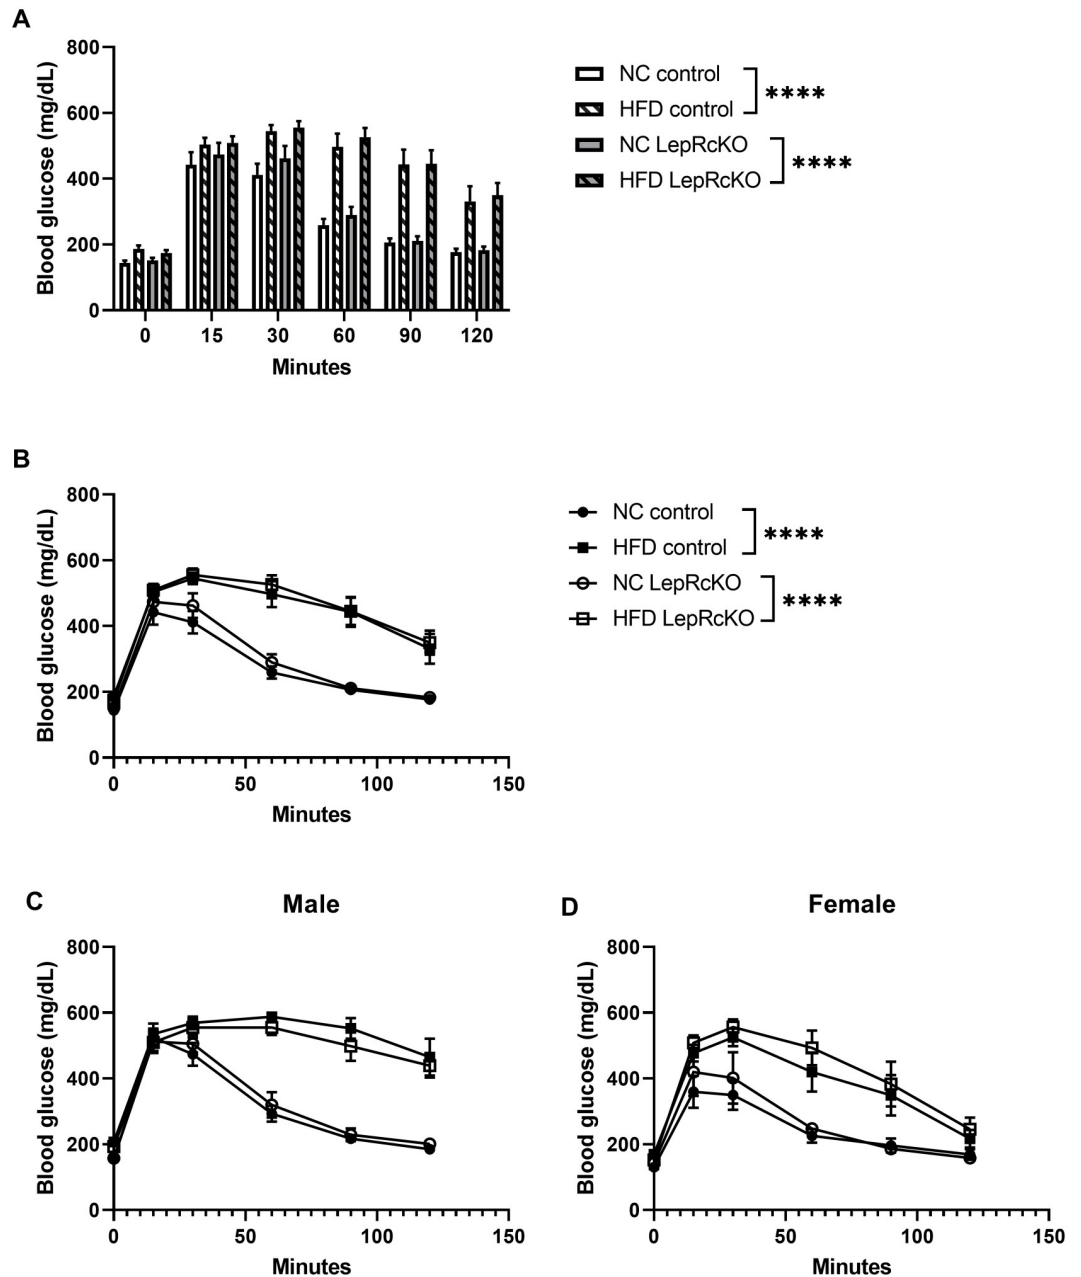 A
Blood glucose (mg/dL)
800
600
400
200
0
0 15 30 60 90 120
Minutes
NC control
HFD control
NC LepRcKO
HFD LepRcKO
****
****
B
Blood glucose (mg/dL)
800
600
400
200
0
0 50 100 150
Minutes
NC control
HFD control
NC LepRcKO
HFD LepRcKO
****
****
C
Male
Blood glucose (mg/dL)
800
600
400
200
0
0 50 100 150
Minutes
D
Female
Blood glucose (mg/dL)
800
600
400
200
0
0 50 100 150
Minutes